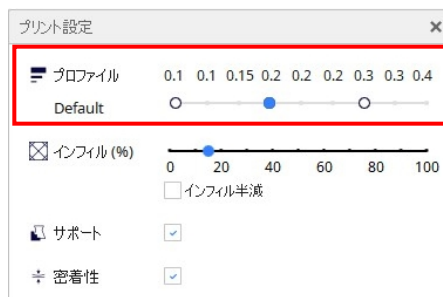 プリント設定 ×
プロファイル 0.1 0.1 0.15 0.2 0.2 0.2 0.3 0.3 0.4
Default
インフィル (%)
0 20 40 60 80 100
インフィル半減
サポート
密着性